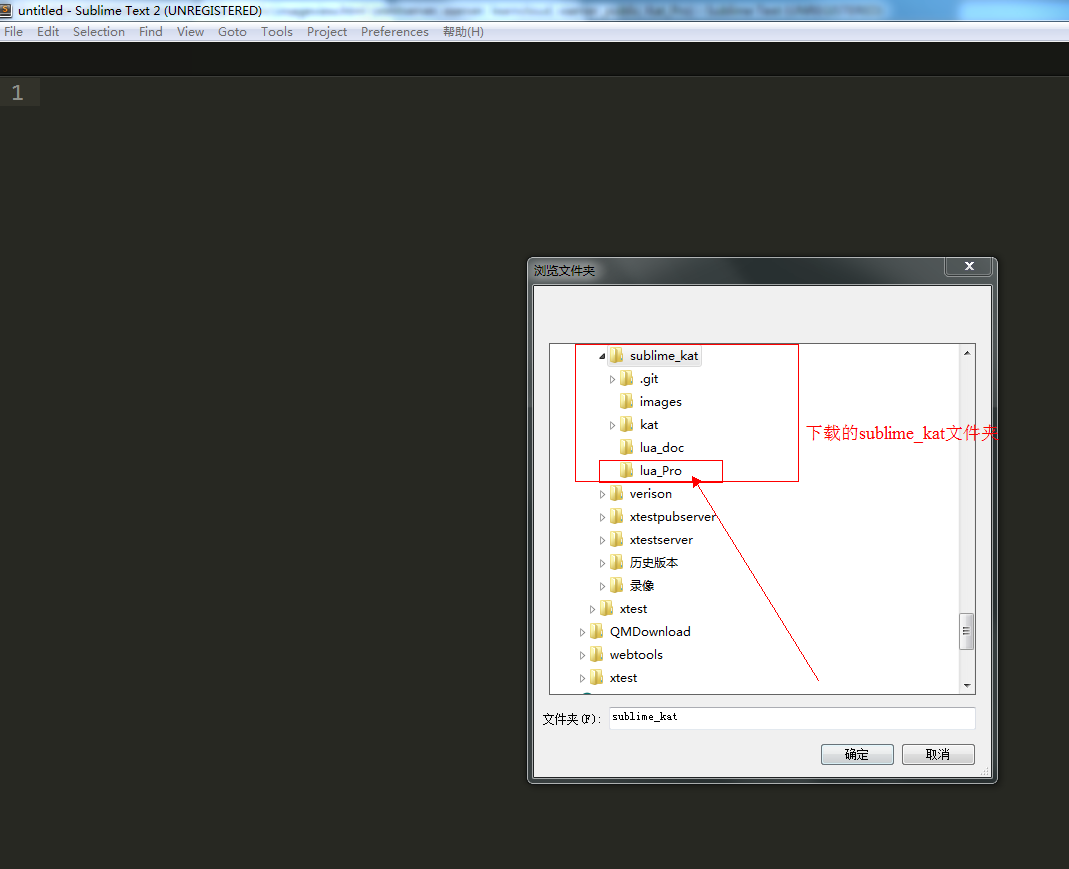 untitled - Sublime Text 2 (UNREGISTERED)
File Edit Selection Find View Goto Tools Project Preferences 帮助(H)
1
浏览文件夹
sublime_kat
.git
images
kat
下载的sublime_kat文件夹
lua_doc
lua_Pro
verison
xtestpubserver
xtestserver
历史版本
录像
xtest
QMDownload
webtools
xtest
文件夹(F): sublime_kat
确定 取消